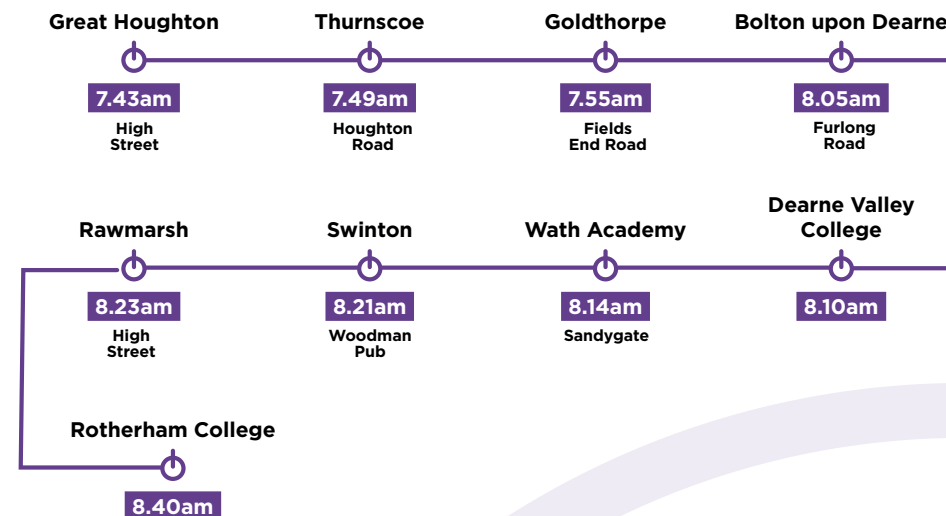 Great Houghton
Thurnscoe
Goldthorpe
Bolton upon Dearne
7.43am
7.49am
7.55am
8.05am
High
Street
Houghton
Road
Fields
End Road
Furlong
Road
Rawmarsh
Swinton
Wath Academy
Dearne Valley
College
8.23am
8.21am
8.14am
8.10am
High
Street
Woodman
Pub
Sandygate
Rotherham College
8.40am